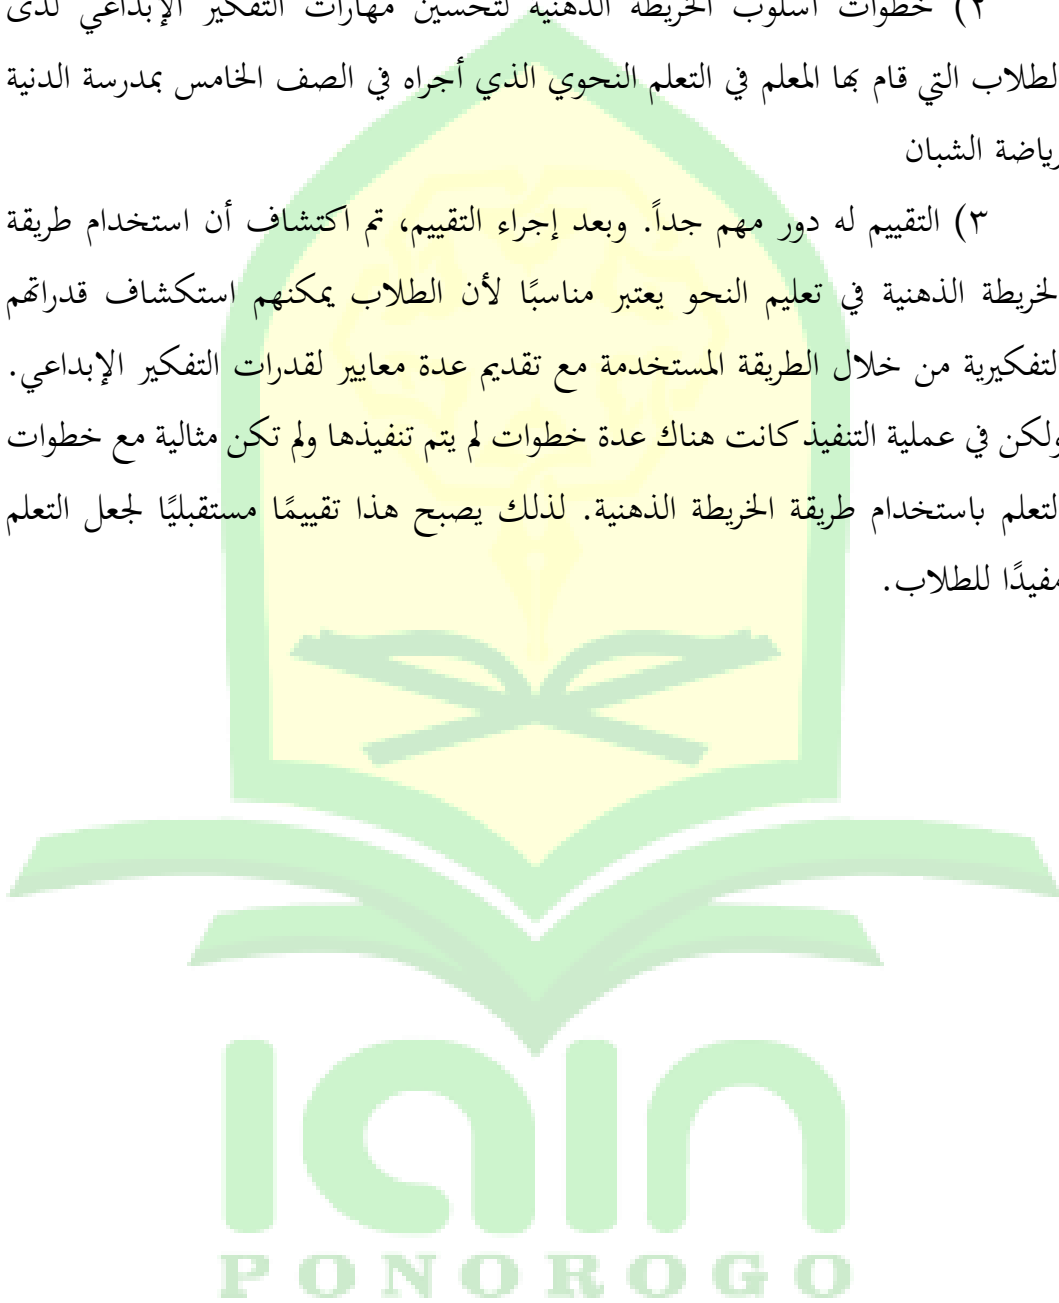 ٢) خطوات أسلوب الخريطة الذهنية لتحسين مهارات التفكير الإبداعي لدى
لطلاب التي قام بها المعلم في التعلم النحوي الذي أجراه في الصف الخامس بمدرسة الدنية
رياضة الشبان
٣) التقييم له دور مهم جداً. وبعد إجراء التقييم، تم اكتشاف أن استخدام طريقة
لخريطة الذهنية في تعليم النحو يعتبر مناسبًا لأن الطلاب يمكنهم استكشاف قدراتهم
لتفكيرية من خلال الطريقة المستخدمة مع تقديم عدة معايير لقدرات التفكير الإبداعي.
ولكن في عملية التنفيذ كانت هناك عدة خطوات لم يتم تنفيذها ولم تكن مثالية مع خطوات
لتعلم باستخدام طريقة الخريطة الذهنية. لذلك يصبح هذا تقييمًا مستقبليًا لجعل التعلم
مفيدًا للطلاب.
iain
PONOROGO